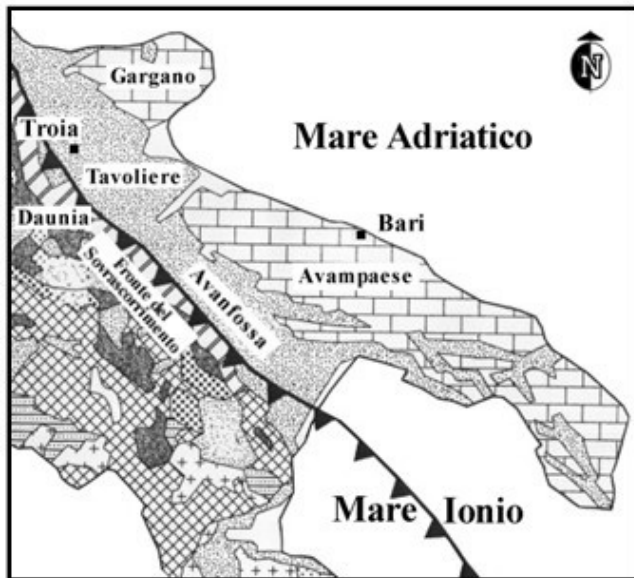 Gargano
N
Mare Adriatico
Troia
Tavoliere
Bari
Daunia
Avampaese
Fronte del
Sovrascorrimento
Avanfossa
Mare Ionio